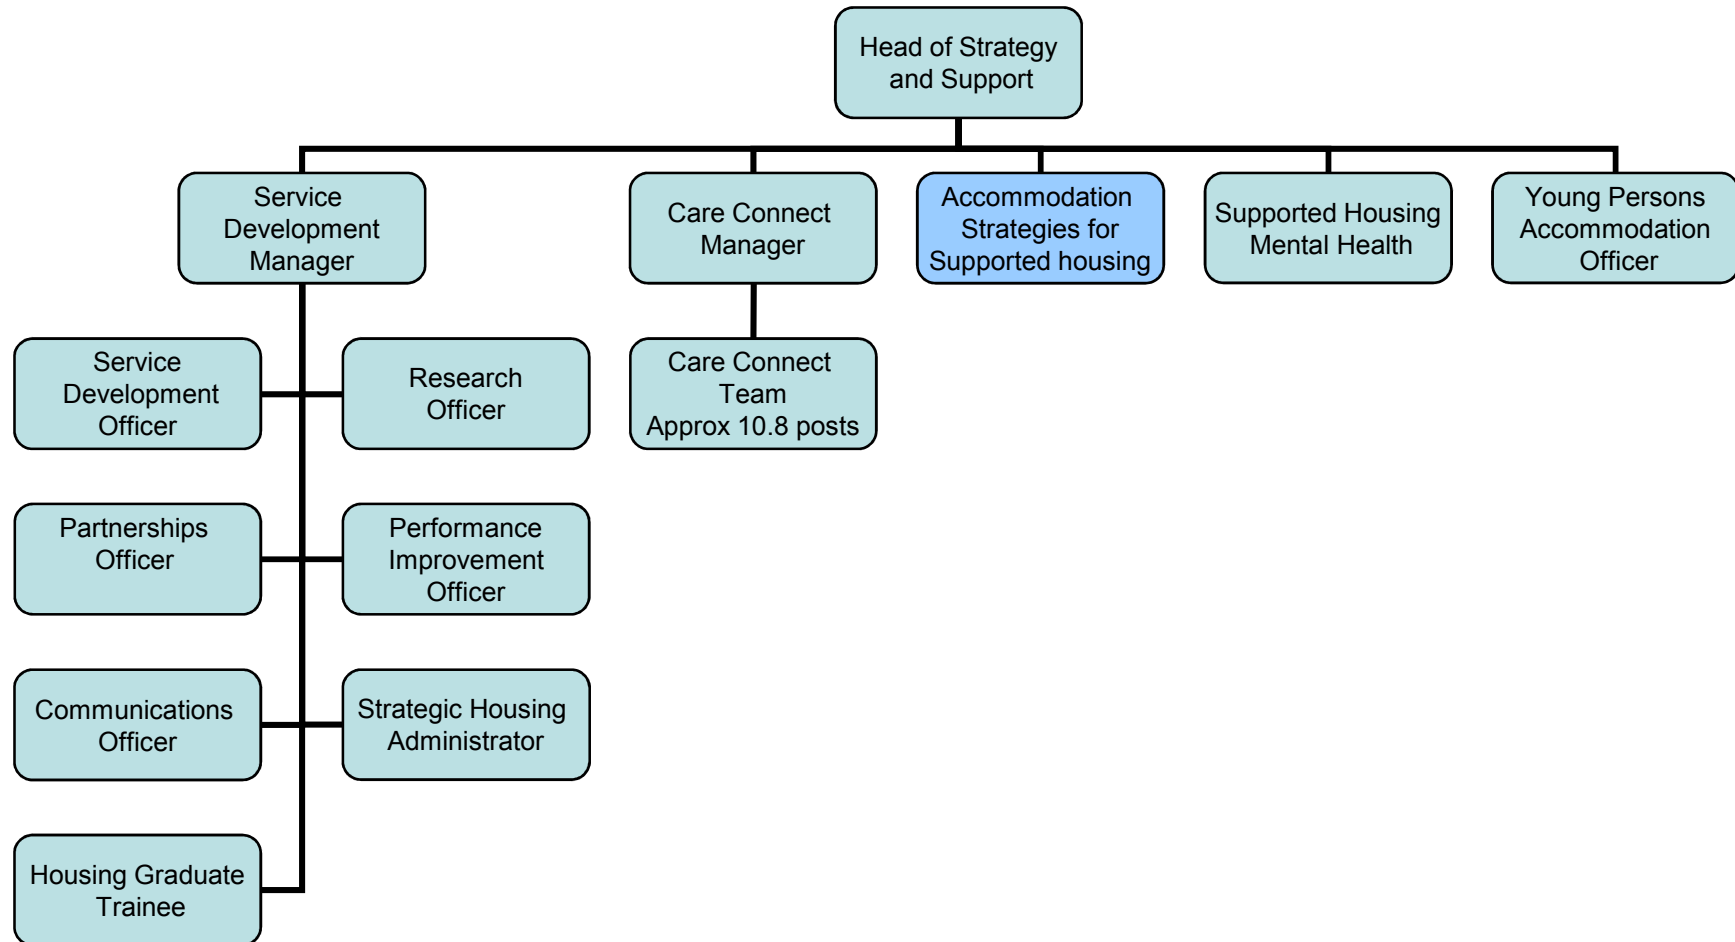 Head of Strategy
and Support
Service
Development
Manager
Care Connect
Manager
Accommodation
Strategies for
Supported housing
Supported Housing
Mental Health
Young Persons
Accommodation
Officer
Service
Development
Officer
Research
Officer
Care Connect
Team
Approx 10.8 posts
Partnerships
Officer
Performance
Improvement
Officer
Communications
Officer
Strategic Housing
Administrator
Housing Graduate
Trainee